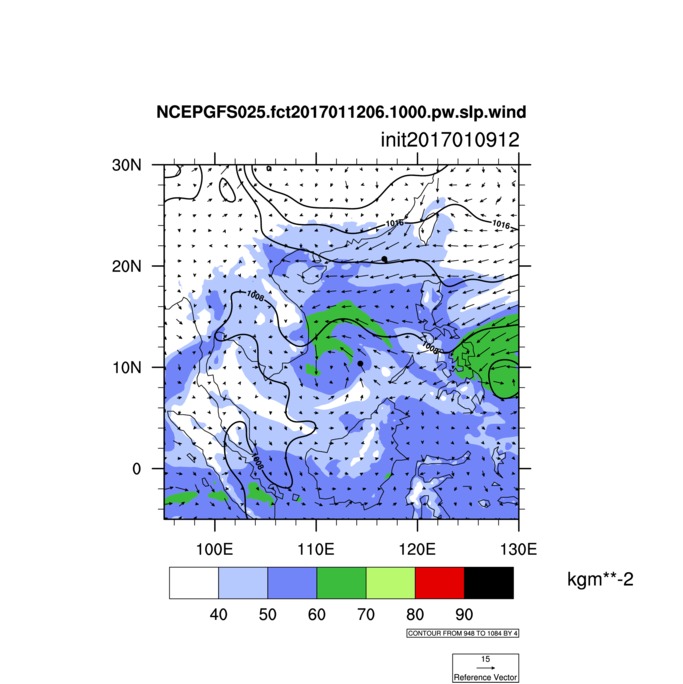 NCEPGFS025.fct2017011206.1000.pw.slp.wind
init2017010912
30N
20N
10N
0
1016
1016
1008
1008
1008
100E
110E
120E
130E
kgm**-2
40
50
60
70
80
90
CONTOUR FROM 948 TO 1084 BY 4
15
Reference Vector